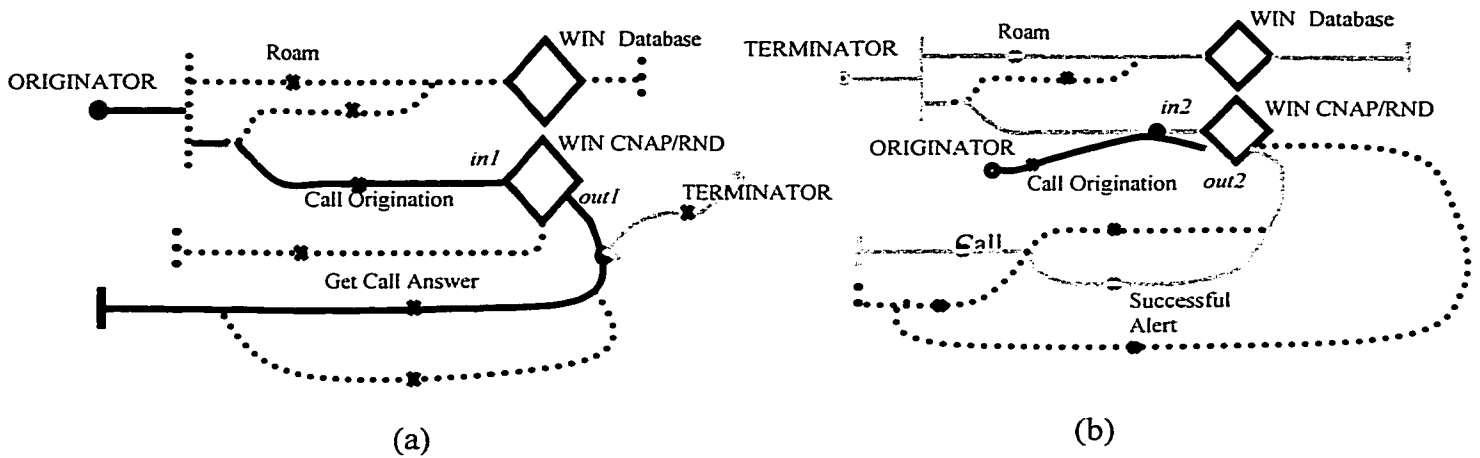 Roam
WIN Database
ORIGINATOR
in1
WIN CNAP/RND
Call Origination
out1
TERMINATOR
Get Call Answer
(a)
WIN Database
Roam
TERMINATOR
in2
WIN CNAP/RND
ORIGINATOR
Call Origination
out2
Call
Successful
Alert
(b)